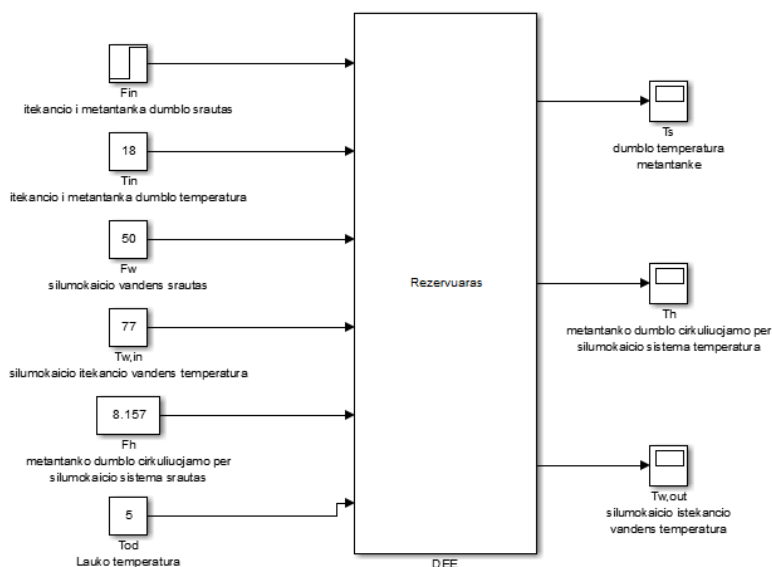 Fin
itekancio i metantanka dumblo srautas
18
Tin
itekancio i metantanka dumblo temperatura
50
Fw
silumokaicio vandens srautas
77
Tw,in
silumokaicio itekancio vandens temperatura
8.157
Fh
metantanko dumblo cirkuliuojamo per
silumokaicio sistema srautas
5
Tod
Lauko temperatura
Rezervuaras
DEE
Ts
dumblo temperatura
metantanke
Th
metantanko dumblo cirkuliuojamo per
silumokaicio sistema temperatura
Tw,out
silumokaicio istekancio
vandens temperatura